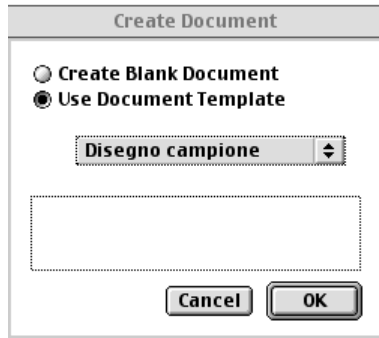 Create Document
Create Blank Document
Use Document Template
Disegno campione
Cancel OK